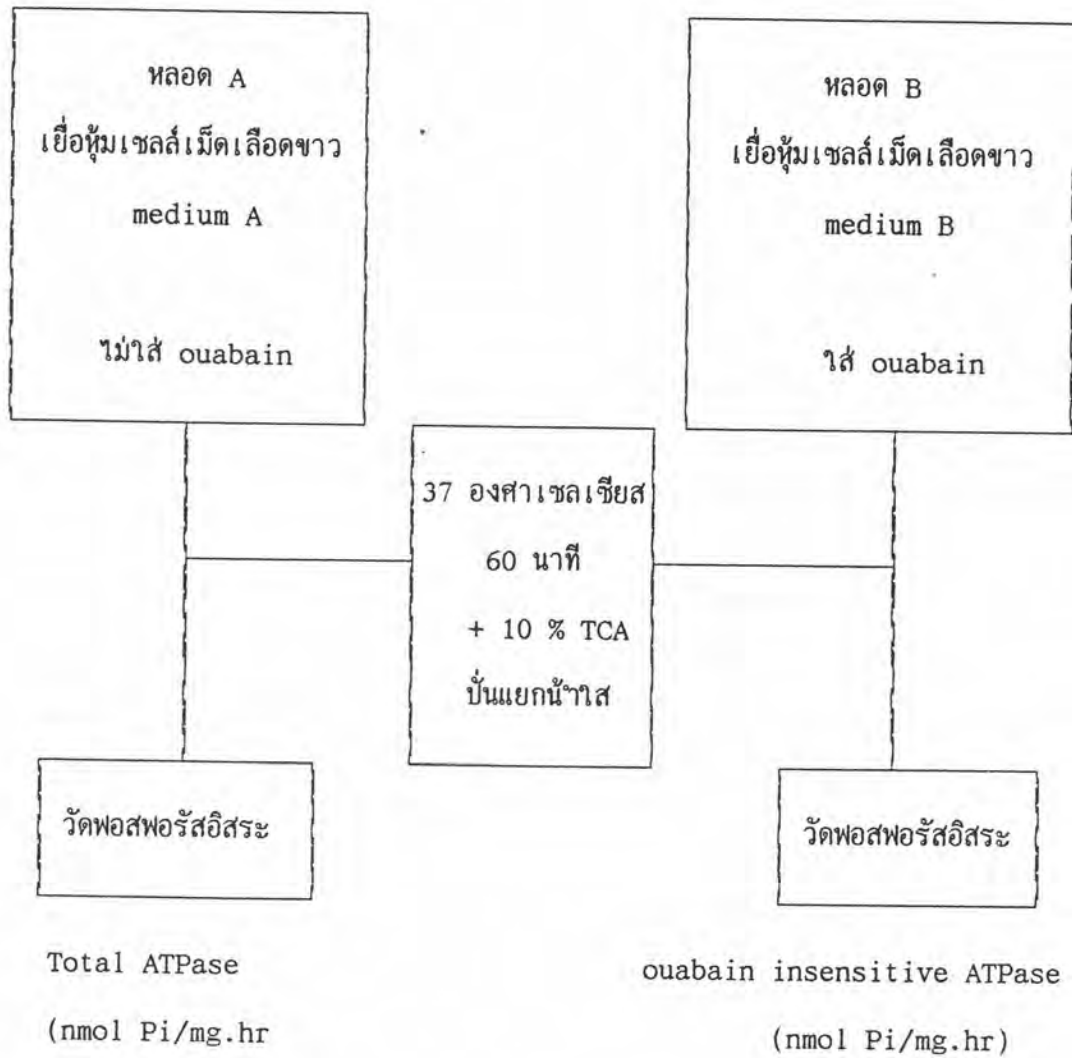 หลอด A
เยื่อหุ้มเซลล์เม็ดเลือดขาว
medium A
ไม่ใส่ ouabain
หลอด B
เยื่อหุ้มเซลล์เม็ดเลือดขาว
medium B
ใส่ ouabain
37 องศาเซลเซียส
60 นาที
+ 10 % TCA
ปั่นแยกน้ำใส
วัดฟอสฟอรัสอิสระ
วัดฟอสฟอรัสอิสระ
Total ATPase
(nmol Pi/mg.hr
ouabain insensitive ATPase
(nmol Pi/mg.hr)